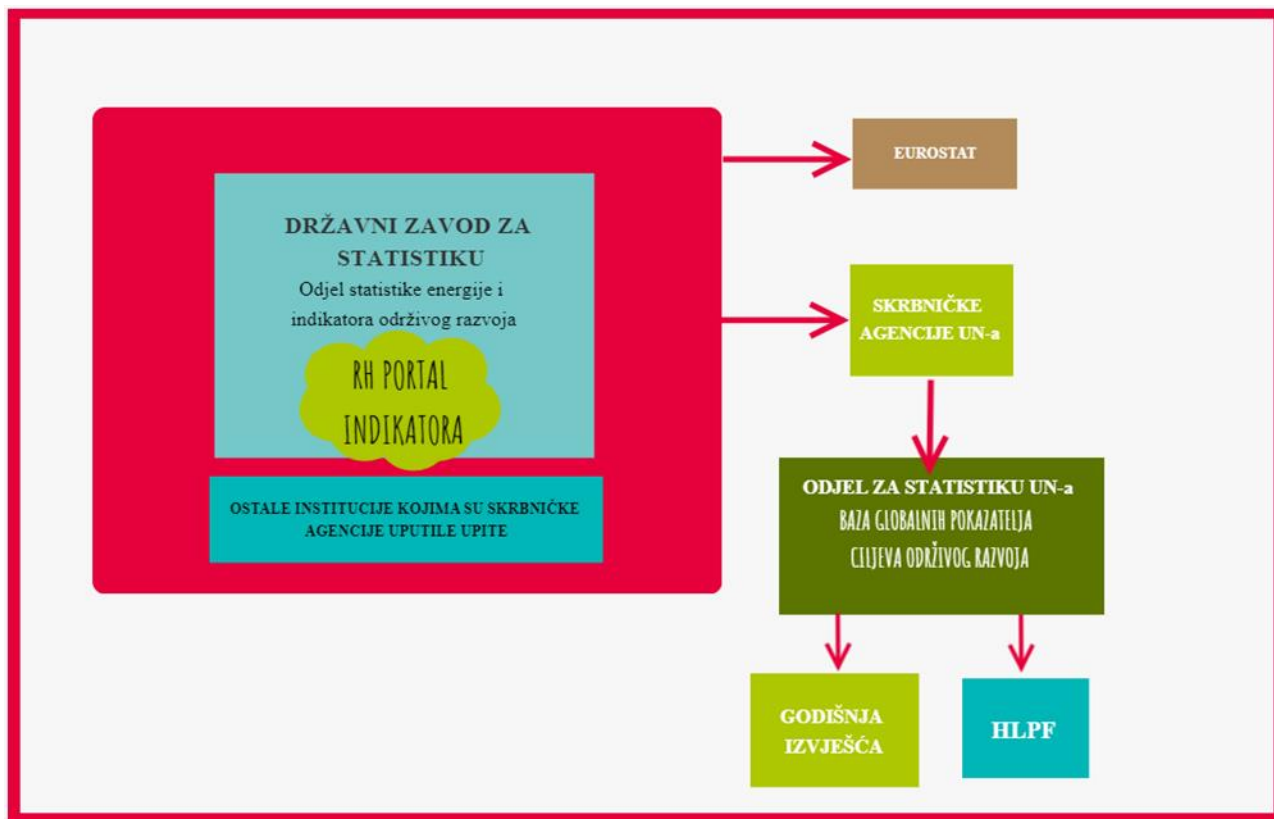 DRŽAVNI ZAVOD ZA
STATISTIKU
Odjel statistike energije i
indikatora održivog razvoja
RH PORTAL
INDIKATORA
OSTALE INSTITUCIJE KOJIMA SU SKRBNIČKE
AGENCIJE UPUTILE UPITE
EUROSTAT
SKRBNIČKE
AGENCIJE UN-a
ODJEL ZA STATISTIKU UN-a
BAZA GLOBALNIH POKAZATELJA
CILJEVA ODRŽIVOG RAZVOJA
GODIŠNJA
IZVJEŠĆA
HLPF